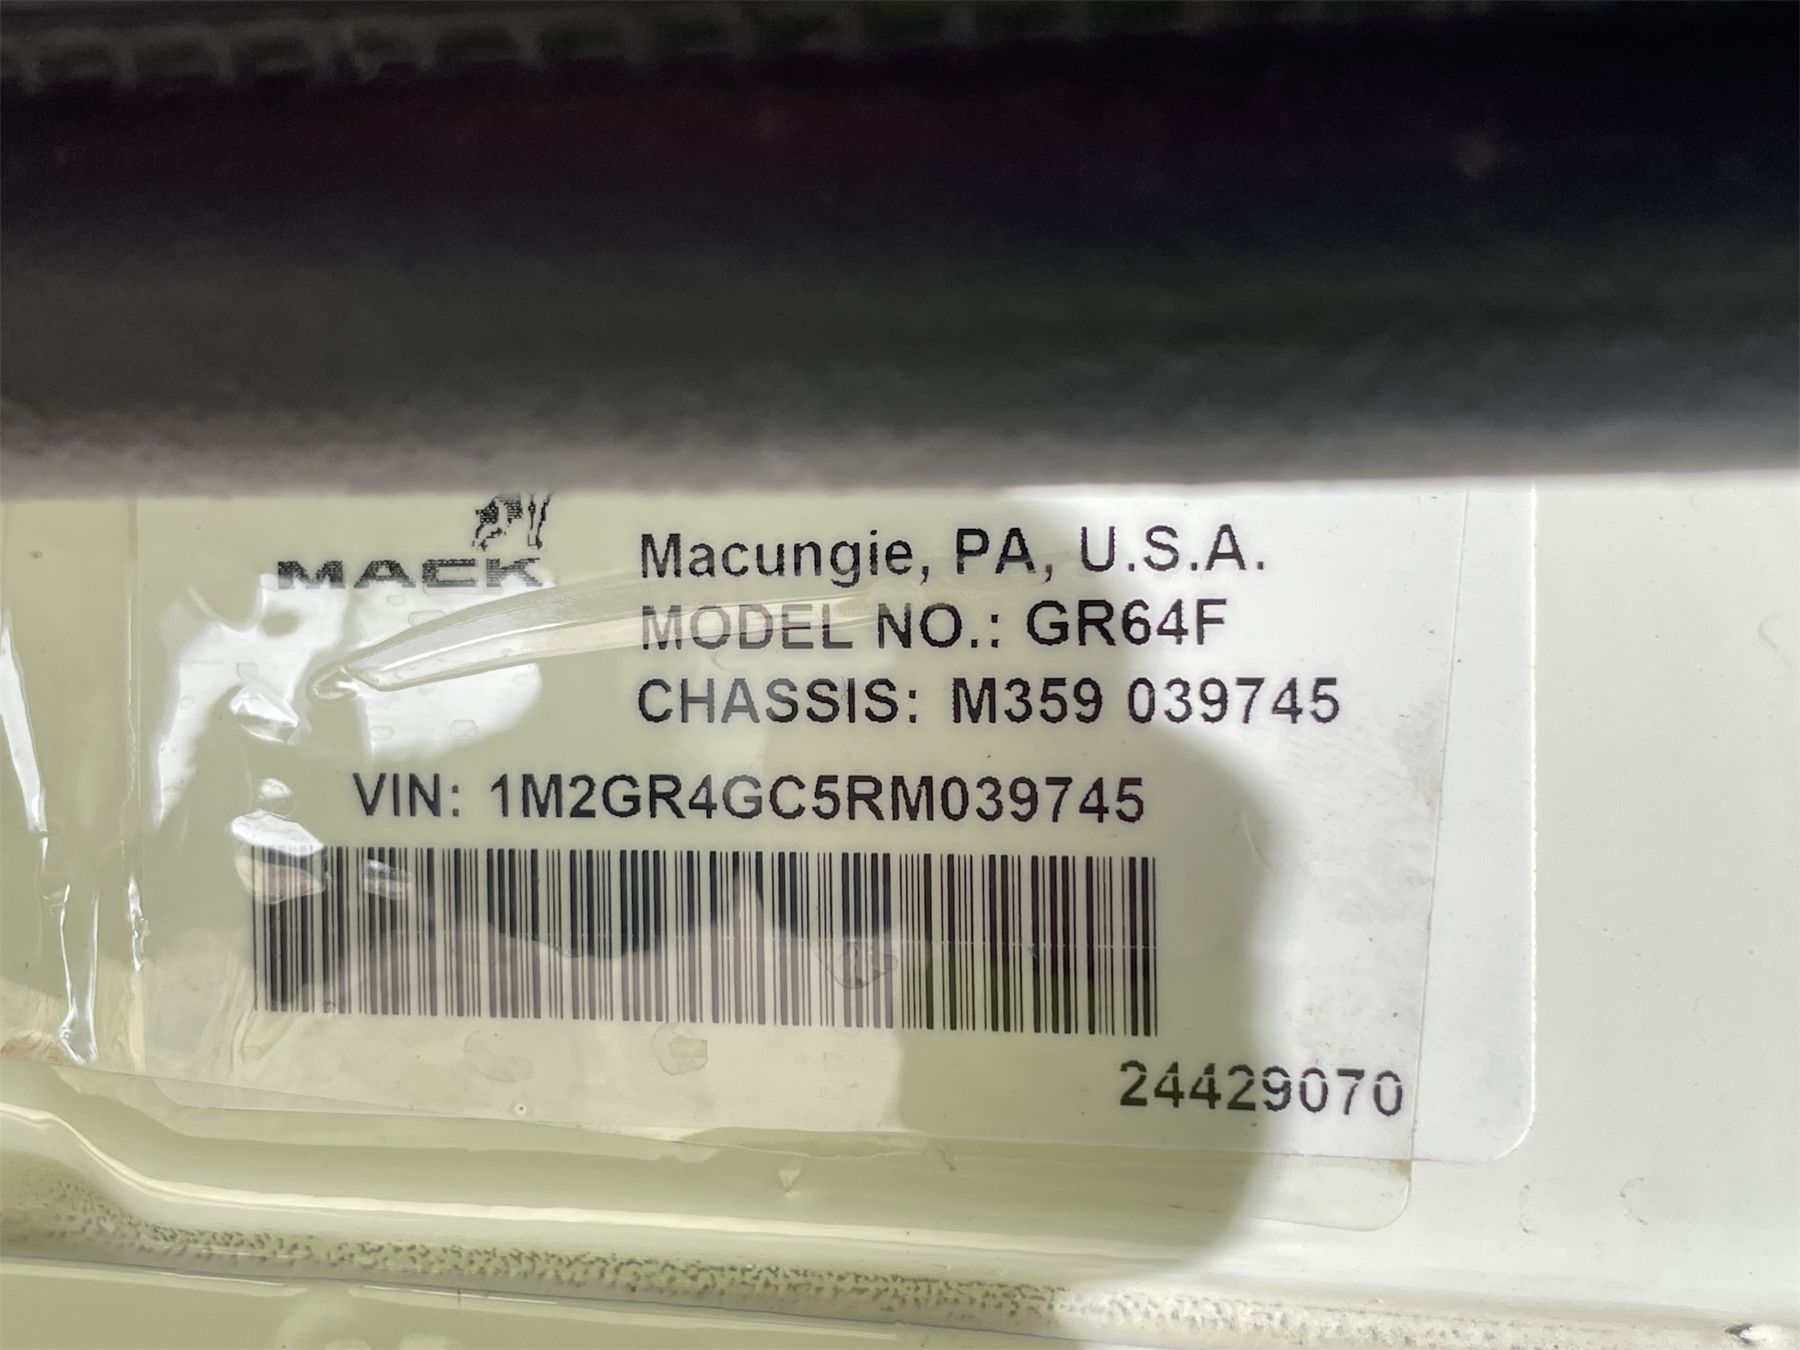 MACK
Macungie, PA, U.S.A.
MODEL NO.: GR64F
CHASSIS: M359 039745
VIN: 1M2GR4GC5RM039745
24429070